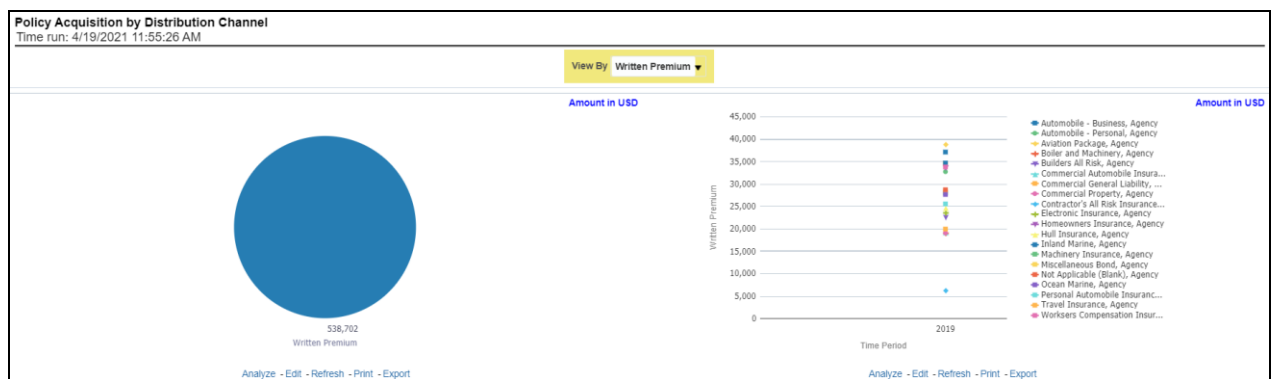 Policy Acquisition by Distribution Channel
Time run: 4/19/2021 11:55:26 AM
View By Written Premium
Amount in USD
538,702
Written Premium
Analyze - Edit - Refresh - Print - Export
Amount in USD
45,000
40,000
35,000
30,000
25,000
20,000
15,000
10,000
5,000
0
Written Premium
2019
Time Period
Automobile - Business, Agency
Automobile - Personal, Agency
Aviation Package, Agency
Boiler and Machinery, Agency
Builders All Risk, Agency
Commercial Automobile Insura...
Commercial General Liability, ...
Commercial Property, Agency
Contractor's All Risk Insurance...
Electronic Insurance, Agency
Homeowners Insurance, Agency
Hull Insurance, Agency
Inland Marine, Agency
Machinery Insurance, Agency
Miscellaneous Bond, Agency
Not Applicable (Blank), Agency
Ocean Marine, Agency
Personal Automobile Insuranc...
Travel Insurance, Agency
Worksers Compensation Insur...
Analyze - Edit - Refresh - Print - Export